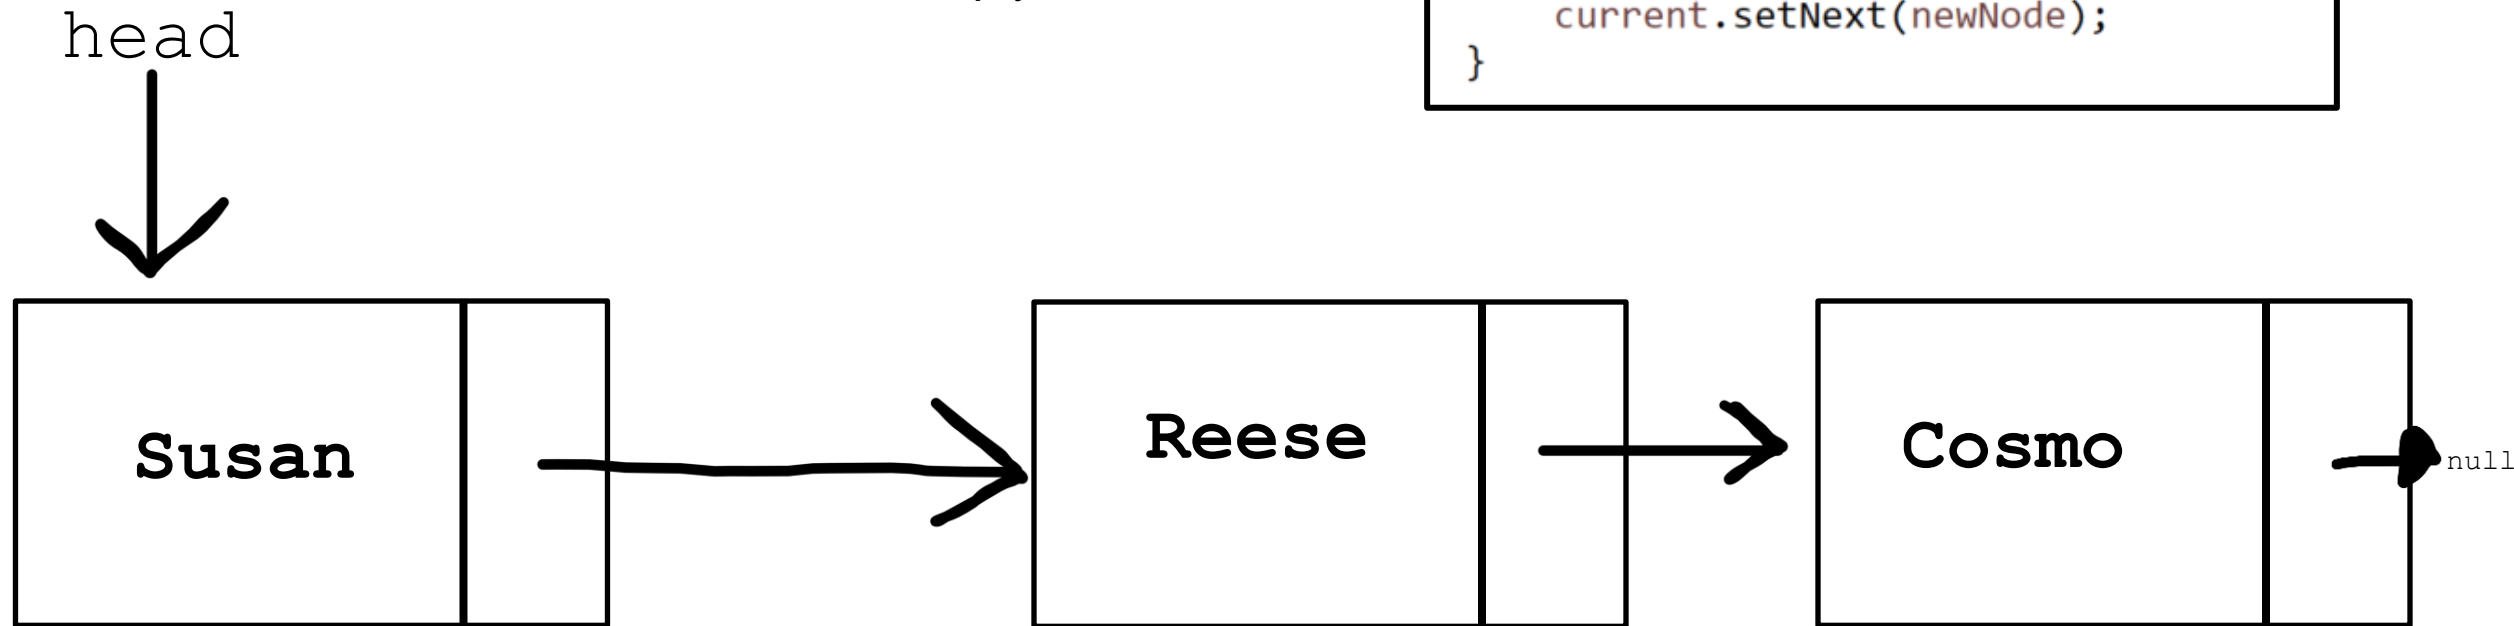 current.setNext(newNode);
}
head
Susan
Reese
Cosmo
null